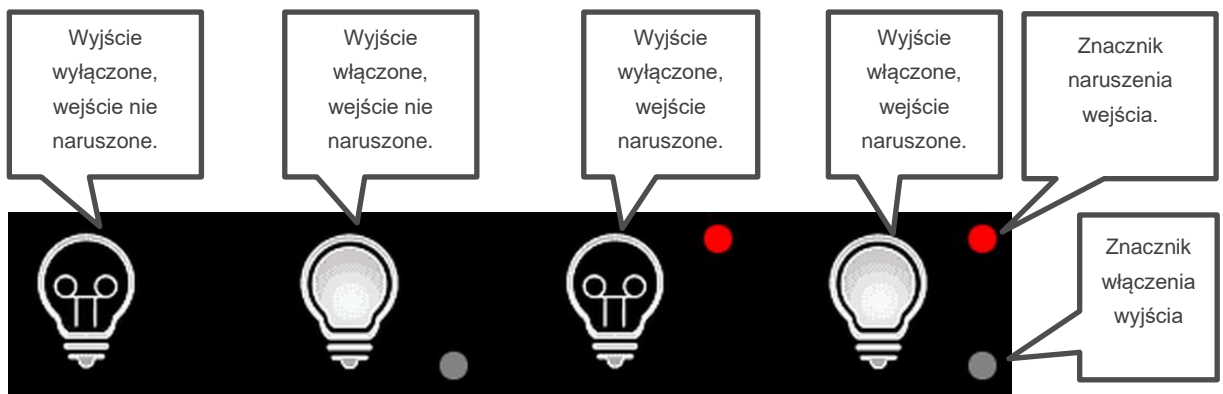 Wyjście
wyłączone,
wejście nie
naruszone.
Wyjście
włączone,
wejście nie
naruszone.
Wyjście
wyłączone,
wejście
naruszone.
Wyjście
włączone,
wejście
naruszone.
Znacznik
naruszenia
wejścia.
Znacznik
włączenia
wyjścia